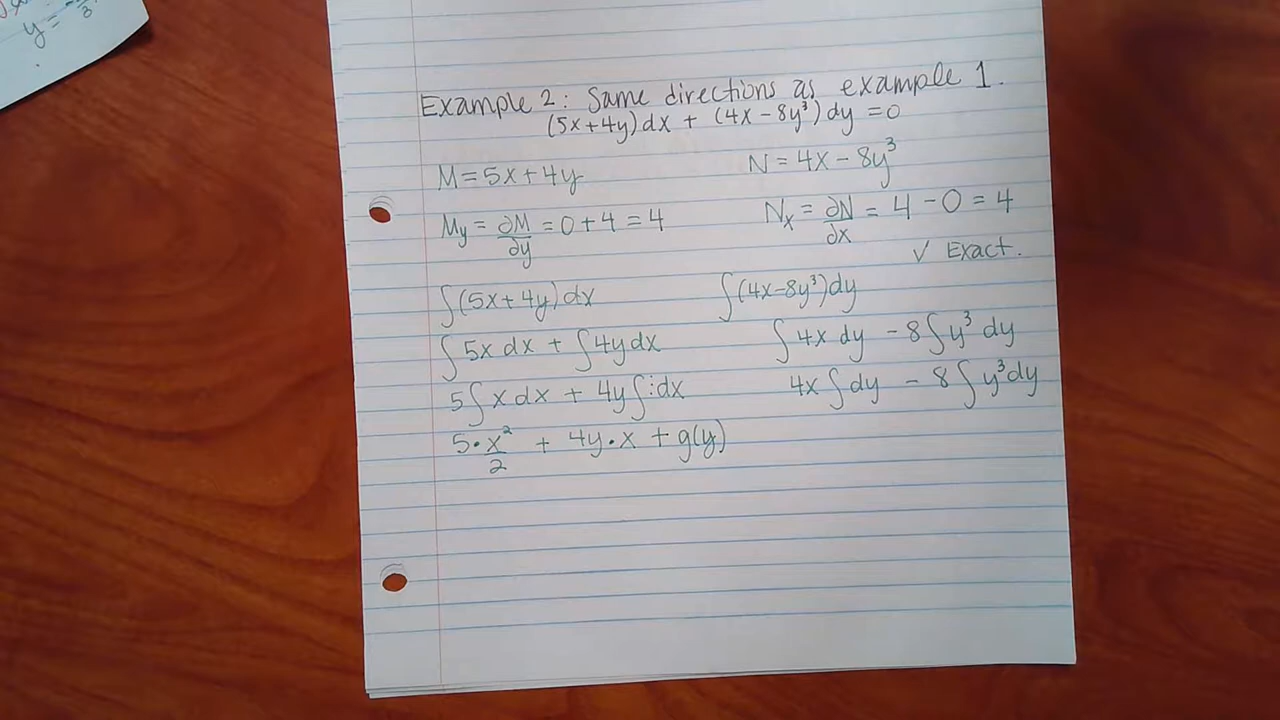 y = -
Example 2: Same directions as example 1.
(5x+4y)dx + (4x-8y³)dy = 0
M = 5x+4y N = 4x - 8y³
My = ∂M/∂y = 0+4 = 4 Nx = ∂N/∂x = 4 - 0 = 4
✓ Exact.
∫(5x+4y)dx ∫(4x-8y³)dy
∫5x dx + ∫4y dx ∫4x dy - 8∫y³ dy
5∫x dx + 4y∫dx 4x∫dy - 8∫y³dy
5•x²/2 + 4y•x + g(y)